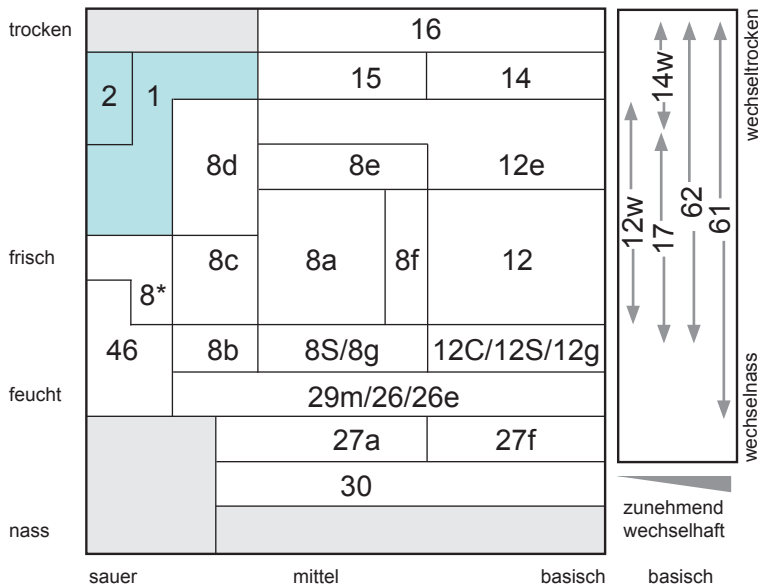 trocken
16
2
1
15
14
8d
8e
12e
frisch
8c
8a
8f
12
8*
46
8b
8S/8g
12C/12S/12g
feucht
29m/26/26e
27a
27f
30
nass
sauer
mittel
basisch
14w
12w
17
62
61
wechseltrocken
wechselnass
zunehmend
wechselhaft
basisch